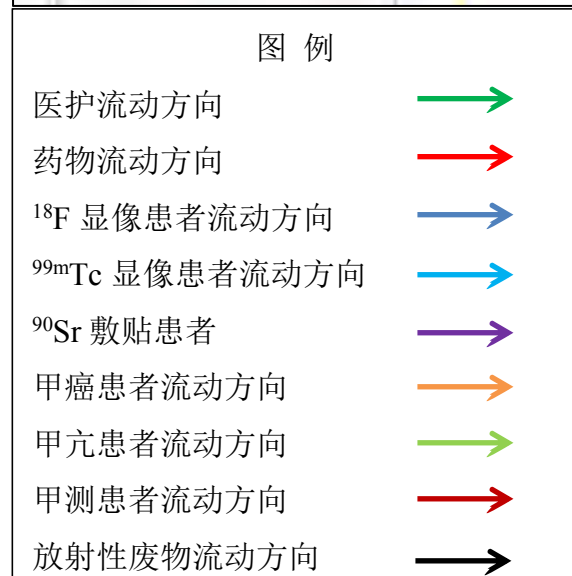 图 例
医护流动方向
药物流动方向
¹⁸F 显像患者流动方向
⁹⁹ᵐTc 显像患者流动方向
⁹⁰Sr 敷贴患者
甲癌患者流动方向
甲亢患者流动方向
甲测患者流动方向
放射性废物流动方向